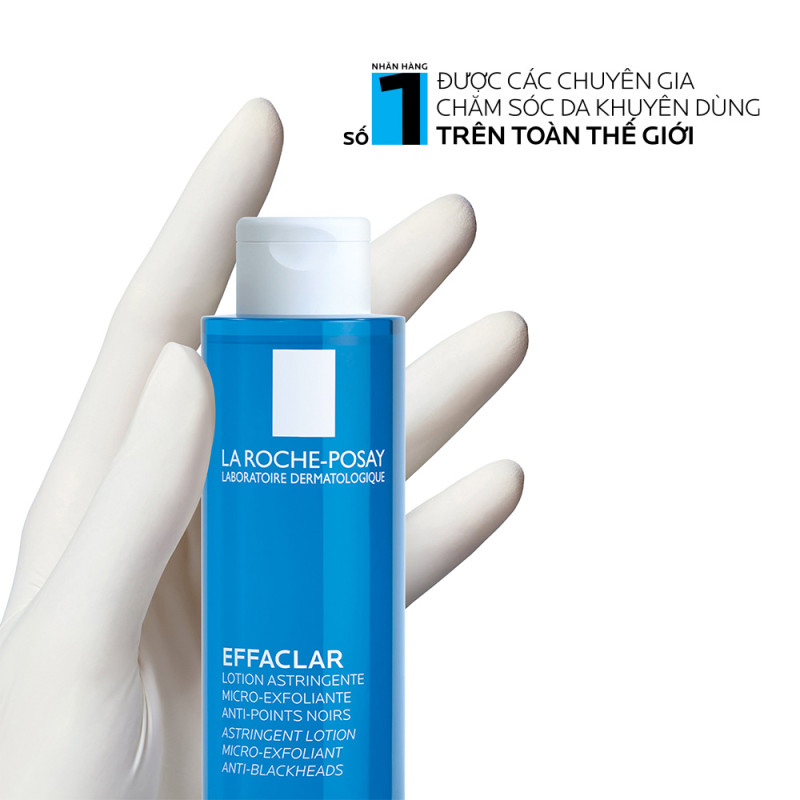 NHÃN HÀNG
SỐ 1
ĐƯỢC CÁC CHUYÊN GIA
CHĂM SÓC DA KHUYÊN DÙNG
TRÊN TOÀN THẾ GIỚI
LA ROCHE-POSAY
LABORATOIRE DERMATOLOGIQUE
EFFACLAR
LOTION ASTRINGENTE
MICRO-EXFOLIANTE
ANTI-POINTS NOIRS
ASTRINGENT LOTION
MICRO-EXFOLIANT
ANTI-BLACKHEADS